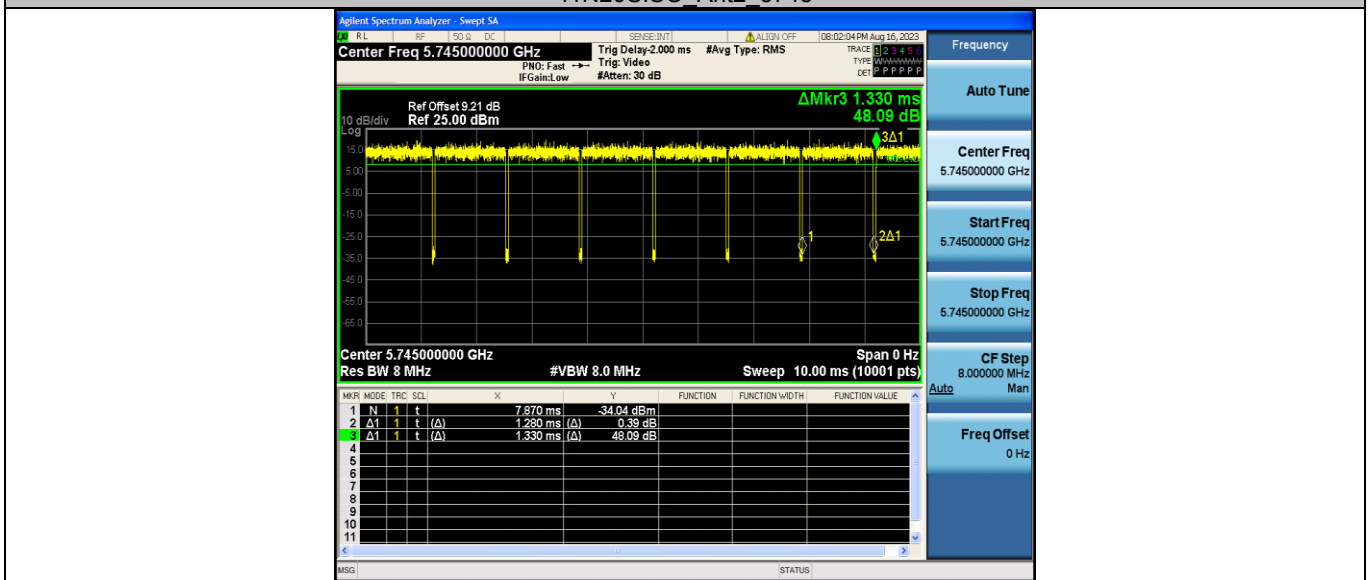 Agilent Spectrum Analyzer - Swept SA
RL RF 50 Ω DC SENSE:INT ALIGN OFF 08:02:04 PM Aug 16, 2023
Center Freq 5.745000000 GHz
PNO: Fast
IFGain:Low
Trig Delay-2.000 ms
Trig: Video
#Atten: 30 dB
#Avg Type: RMS
TRACE 1 2 3 4 5 6
TYPE
DET P P P P P P
Ref Offset 9.21 dB
Ref 25.00 dBm
10 dB/div
Log
ΔMkr3 1.330 ms
48.09 dB
15.0
5.00
-5.00
-15.0
-25.0
-35.0
-45.0
-55.0
-65.0
3Δ1
1
2Δ1
Center 5.745000000 GHz
Span 0 Hz
Res BW 8 MHz
#VBW 8.0 MHz
Sweep 10.00 ms (10001 pts)
MKR MODE TRC SCL X Y FUNCTION FUNCTION WIDTH FUNCTION VALUE
1 N 1 t 7.870 ms -34.04 dBm
2 Δ1 1 t (Δ) 1.280 ms (Δ) 0.39 dB
3 Δ1 1 t (Δ) 1.330 ms (Δ) 48.09 dB
4
5
6
7
8
9
10
11
MSG
STATUS
Frequency
Auto Tune
Center Freq
5.745000000 GHz
Start Freq
5.745000000 GHz
Stop Freq
5.745000000 GHz
CF Step
8.000000 MHz
Auto Man
Freq Offset
0 Hz